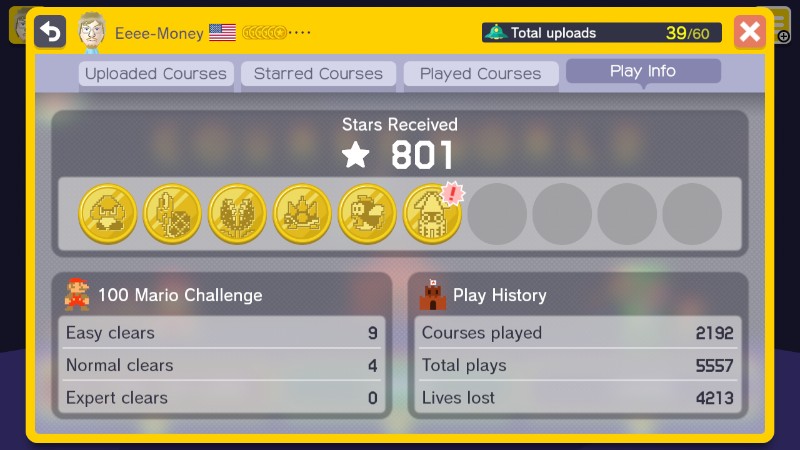 Eeee-Money
Total uploads 39/60
Uploaded Courses Starred Courses Played Courses Play Info
Stars Received
★ 801
!
100 Mario Challenge
Easy clears 9
Normal clears 4
Expert clears 0
Play History
Courses played 2192
Total plays 5557
Lives lost 4213